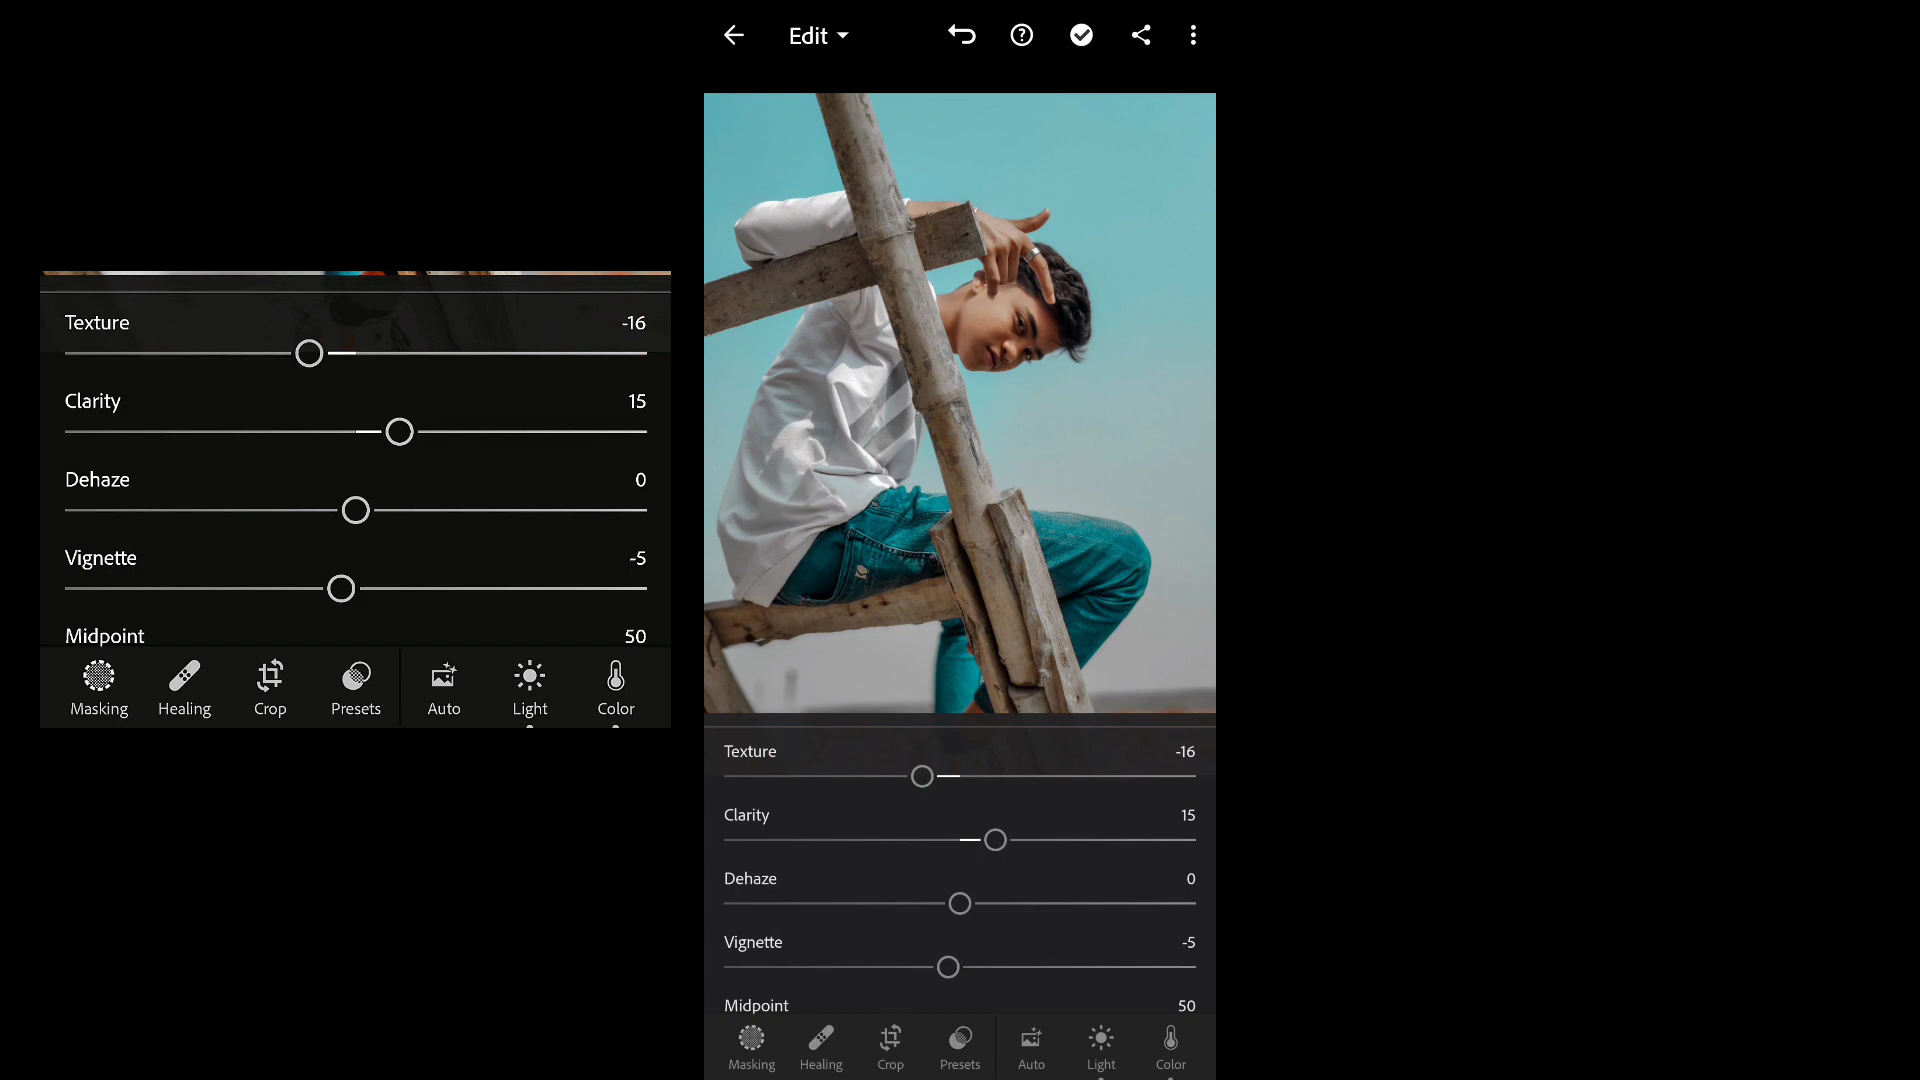 Edit
Texture -16
Clarity 15
Dehaze 0
Vignette -5
Midpoint 50
Masking Healing Crop Presets Auto Light Color
Texture -16
Clarity 15
Dehaze 0
Vignette -5
Midpoint 50
Masking Healing Crop Presets Auto Light Color